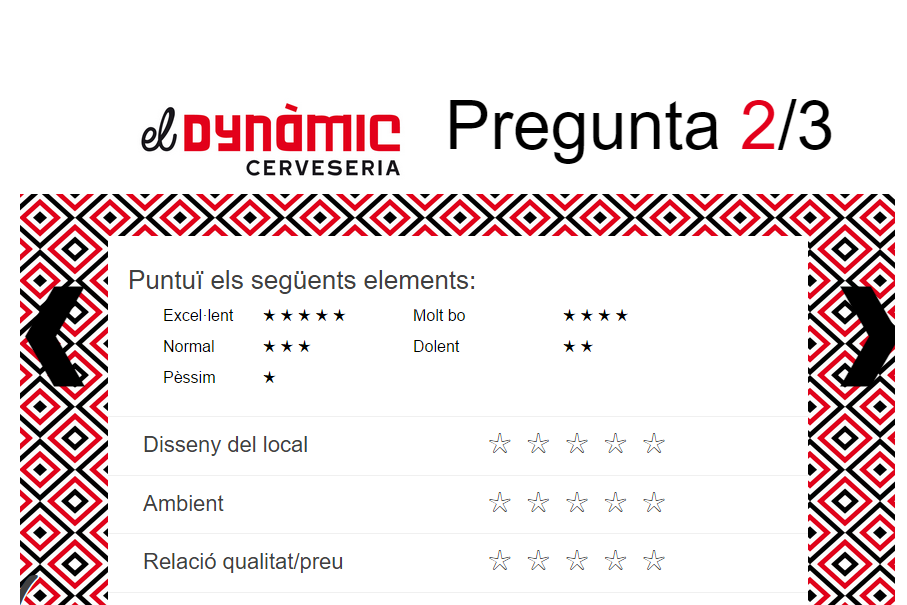 el DYNÀMIC
CERVESERIA
Pregunta 2/3
Puntuï els següents elements:
Excel·lent ★ ★ ★ ★ ★ Molt bo ★ ★ ★ ★
Normal ★ ★ ★ Dolent ★ ★
Pèssim ★
Disseny del local ☆ ☆ ☆ ☆ ☆
Ambient ☆ ☆ ☆ ☆ ☆
Relació qualitat/preu ☆ ☆ ☆ ☆ ☆